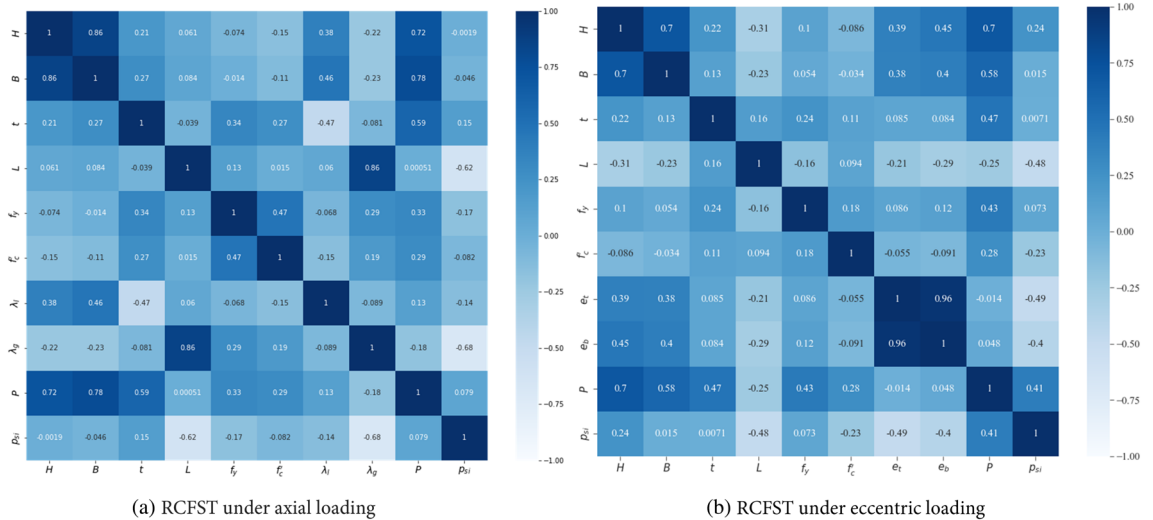 H 1 0.86 0.21 0.061 -0.074 -0.15 0.38 -0.22 0.72 -0.0019
B 0.86 1 0.27 0.084 -0.014 -0.11 0.46 -0.23 0.78 -0.046
t 0.21 0.27 1 -0.039 0.34 0.27 -0.47 -0.081 0.59 0.15
L 0.061 0.084 -0.039 1 0.13 0.015 0.06 0.86 0.00051 -0.62
f_y -0.074 -0.014 0.34 0.13 1 0.47 -0.068 0.29 0.33 -0.17
f'_c -0.15 -0.11 0.27 0.015 0.47 1 -0.15 0.19 0.29 -0.082
λ_l 0.38 0.46 -0.47 0.06 -0.068 -0.15 1 -0.089 0.13 -0.14
λ_g -0.22 -0.23 -0.081 0.86 0.29 0.19 -0.089 1 -0.18 -0.68
P 0.72 0.78 0.59 0.00051 0.33 0.29 0.13 -0.18 1 0.079
p_si -0.0019 -0.046 0.15 -0.62 -0.17 -0.082 -0.14 -0.68 0.079 1
H B t L f_y f'_c λ_l λ_g P p_si
1.00
0.75
0.50
0.25
0.00
-0.25
-0.50
-0.75
-1.00
(a) RCFST under axial loading
H 1 0.7 0.22 -0.31 0.1 -0.086 0.39 0.45 0.7 0.24
B 0.7 1 0.13 -0.23 0.054 -0.034 0.38 0.4 0.58 0.015
t 0.22 0.13 1 0.16 0.24 0.11 0.085 0.084 0.47 0.0071
L -0.31 -0.23 0.16 1 -0.16 0.094 -0.21 -0.29 -0.25 -0.48
f_y 0.1 0.054 0.24 -0.16 1 0.18 0.086 0.12 0.43 0.073
f'_c -0.086 -0.034 0.11 0.094 0.18 1 -0.055 -0.091 0.28 -0.23
e_t 0.39 0.38 0.085 -0.21 0.086 -0.055 1 0.96 -0.014 -0.49
e_b 0.45 0.4 0.084 -0.29 0.12 -0.091 0.96 1 0.048 -0.4
P 0.7 0.58 0.47 -0.25 0.43 0.28 -0.014 0.048 1 0.41
p_si 0.24 0.015 0.0071 -0.48 0.073 -0.23 -0.49 -0.4 0.41 1
H B t L f_y f'_c e_t e_b P p_si
1.00
0.75
0.50
0.25
0.00
-0.25
-0.50
-0.75
-1.00
(b) RCFST under eccentric loading